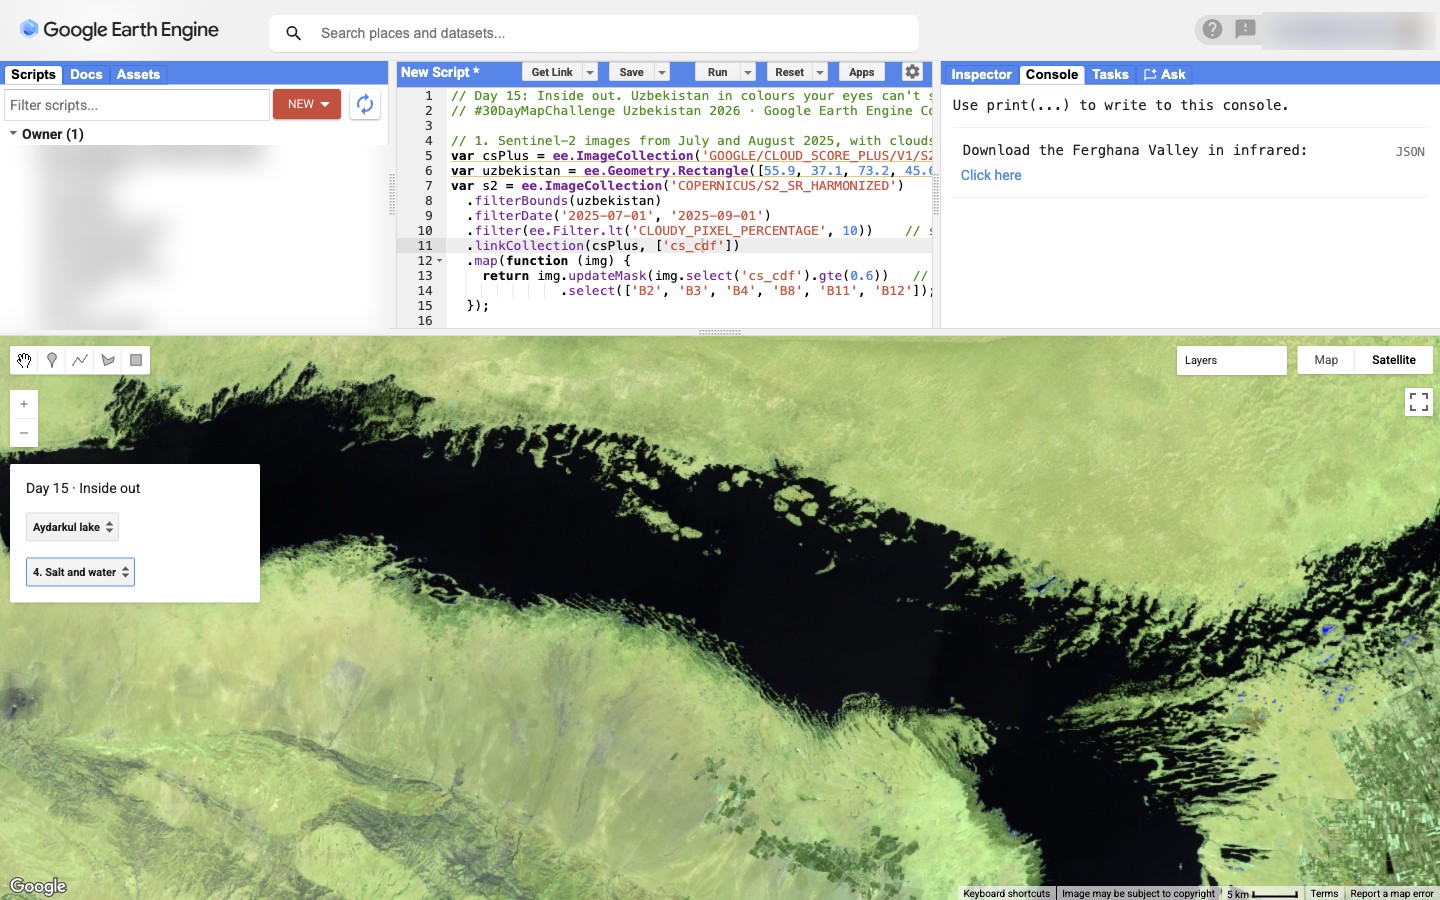 Google Earth Engine
Search places and datasets...
Scripts Docs Assets
Filter scripts...
NEW
Owner (1)
New Script *
Get Link Save Run Reset Apps
1 // Day 15: Inside out. Uzbekistan in colours your eyes can't s
2 // #30DayMapChallenge Uzbekistan 2026 · Google Earth Engine Co
3
4 // 1. Sentinel-2 images from July and August 2025, with clouds
5 var csPlus = ee.ImageCollection('GOOGLE/CLOUD_SCORE_PLUS/V1/S2
6 var uzbekistan = ee.Geometry.Rectangle([55.9, 37.1, 73.2, 45.6
7 var s2 = ee.ImageCollection('COPERNICUS/S2_SR_HARMONIZED')
8 .filterBounds(uzbekistan)
9 .filterDate('2025-07-01', '2025-09-01')
10 .filter(ee.Filter.lt('CLOUDY_PIXEL_PERCENTAGE', 10)) // s
11 .linkCollection(csPlus, ['cs_cdf'])
12 .map(function (img) {
13 return img.updateMask(img.select('cs_cdf').gte(0.6)) //
14 .select(['B2', 'B3', 'B4', 'B8', 'B11', 'B12']);
15 });
16
Inspector Console Tasks Ask
Use print(...) to write to this console.
Download the Ferghana Valley in infrared:
JSON
Click here
Layers
Map Satellite
Day 15 · Inside out
Aydarkul lake
4. Salt and water
Google
Keyboard shortcuts Image may be subject to copyright 5 km Terms Report a map error